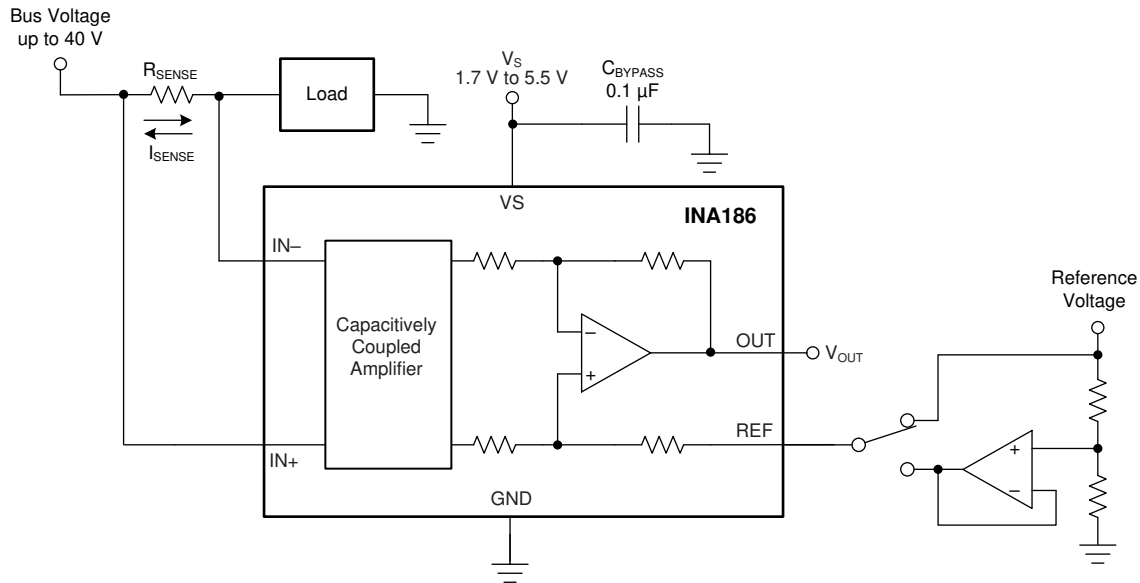 Bus Voltage
up to 40 V
RSENSE
ISENSE
Load
VS
1.7 V to 5.5 V
CBYPASS
0.1 µF
VS
INA186
IN–
Capacitively
Coupled
Amplifier
–
+
OUT
VOUT
REF
IN+
GND
Reference
Voltage
+
–